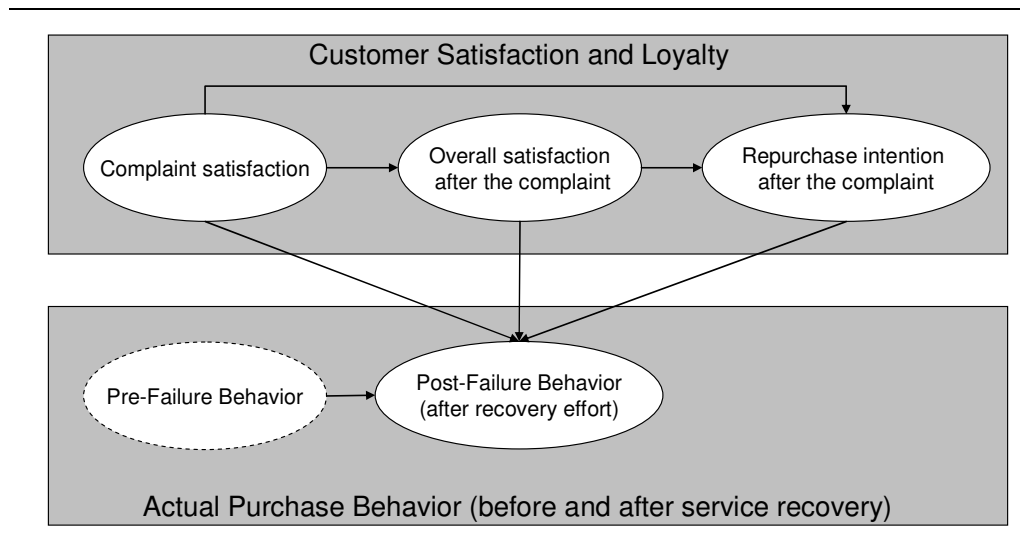 Customer Satisfaction and Loyalty
Complaint satisfaction
Overall satisfaction
after the complaint
Repurchase intention
after the complaint
Pre-Failure Behavior
Post-Failure Behavior
(after recovery effort)
Actual Purchase Behavior (before and after service recovery)